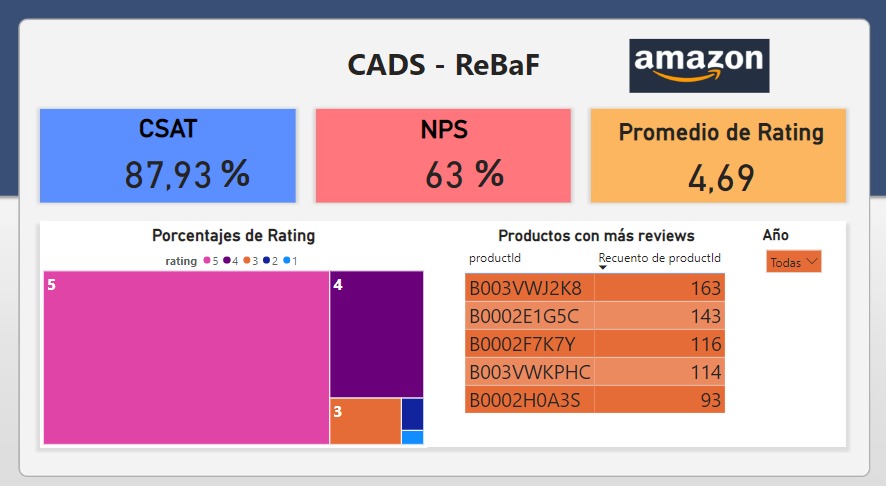 CADS - ReBaF
amazon
CSAT
87,93 %
NPS
63 %
Promedio de Rating
4,69
Porcentajes de Rating
rating 5 4 3 2 1
5
4
3
Productos con más reviews
productId Recuento de productId
B003VWJ2K8 163
B0002E1G5C 143
B0002F7K7Y 116
B003VWKPHC 114
B0002H0A3S 93
Año
Todas